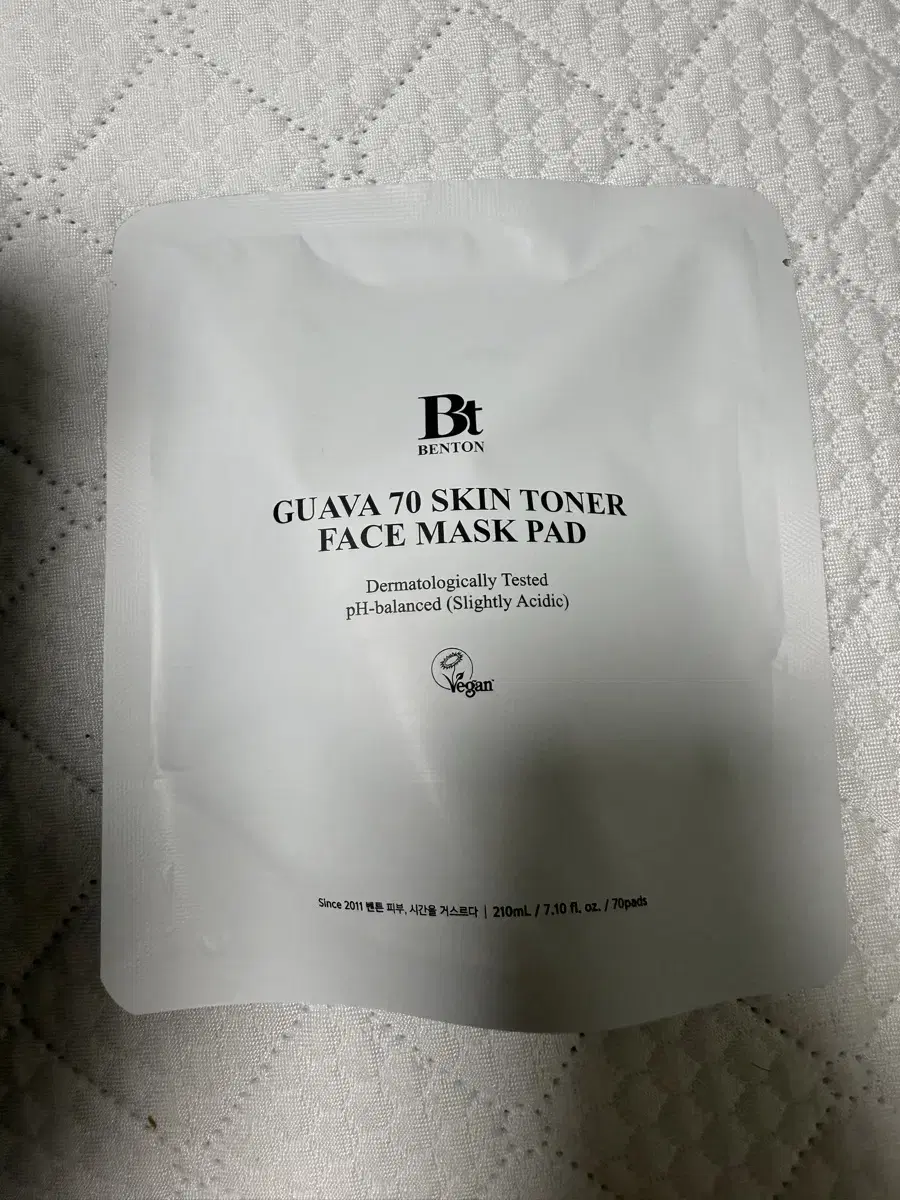 Bt
BENTON
GUAVA 70 SKIN TONER
FACE MASK PAD
Dermatologically Tested
pH-balanced (Slightly Acidic)
Vegan™
Since 2011 벤튼 피부, 시간을 거스르다 | 210mL / 7.10 fl. oz. / 70pads